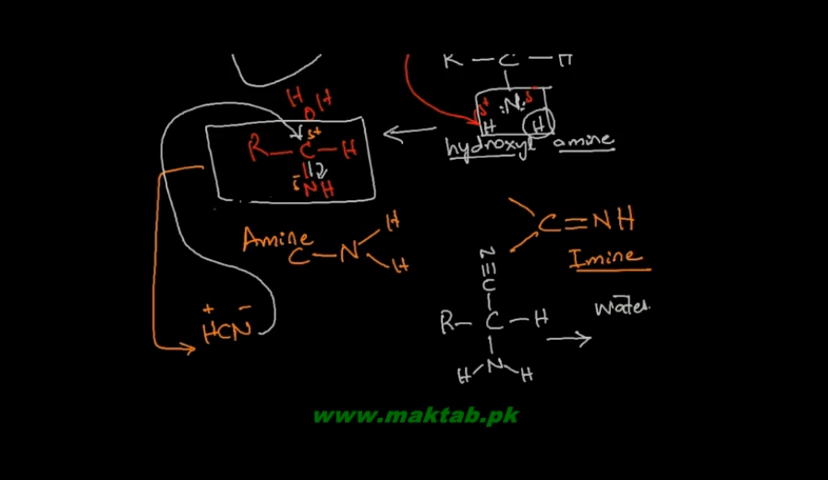 R — C — H
δ+ :N: δ-
H H
hydroxyl amine
H H
O
δ+
R — C — H
||
δ- NH
Amine
C — N
H
H
C = NH
Imine
N
≡
C
R — C — H
N
H H
Water
+ -
HCN
www.maktab.pk